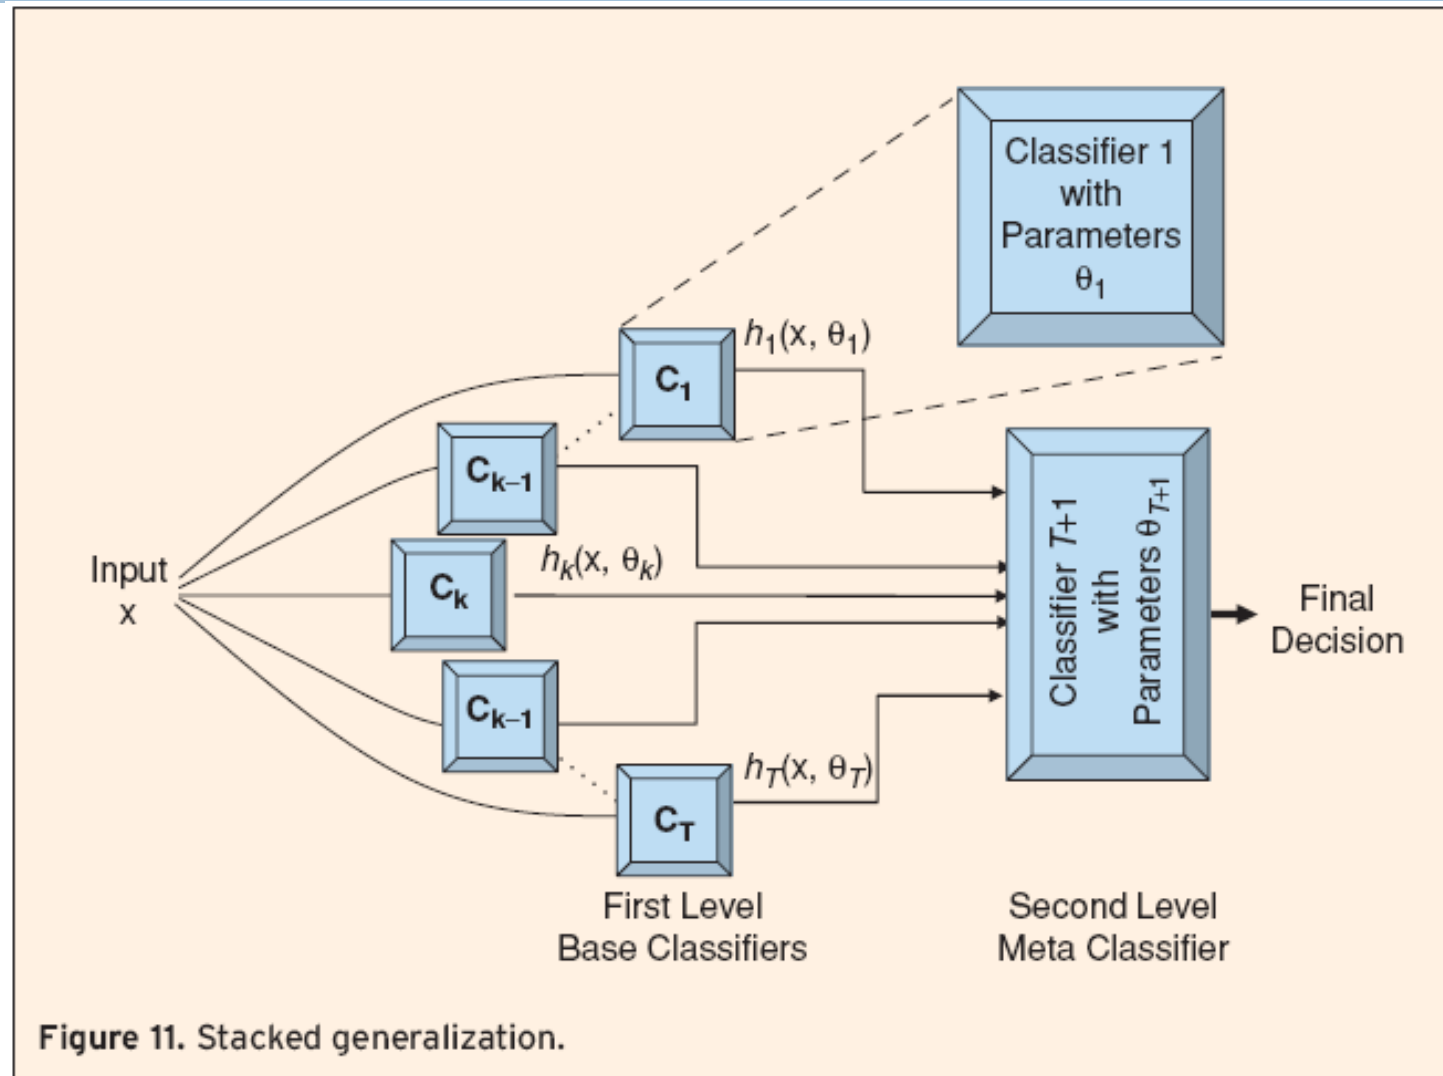 Classifier 1
with
Parameters
θ1
h1(x, θ1)
C1
Ck–1
Input
x
Ck
hk(x, θk)
Ck–1
hT(x, θT)
CT
Classifier T+1
with
Parameters θT+1
Final
Decision
First Level
Base Classifiers
Second Level
Meta Classifier
Figure 11. Stacked generalization.